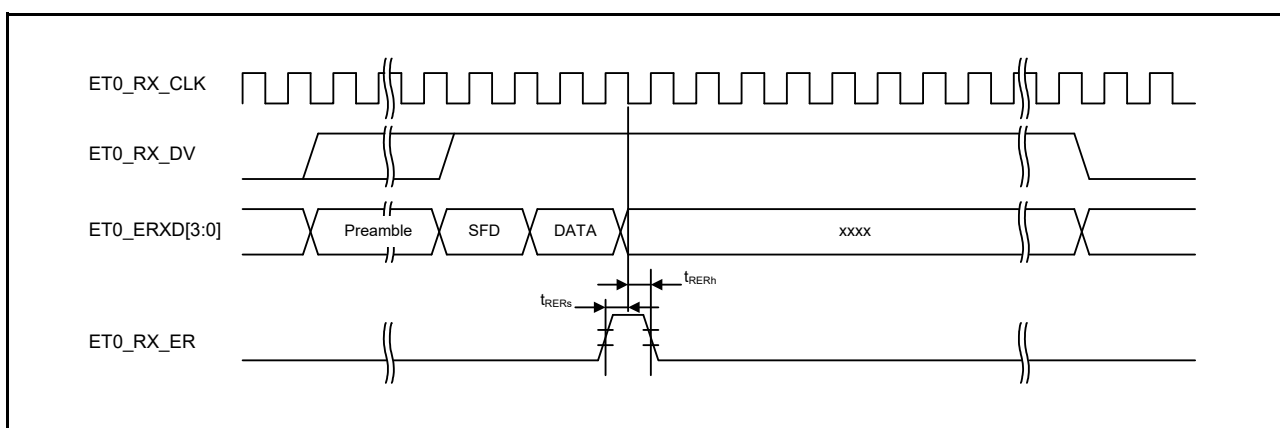 ET0_RX_CLK
ET0_RX_DV
ET0_ERXD[3:0]
Preamble SFD DATA xxxx
tRERh
tRERs
ET0_RX_ER